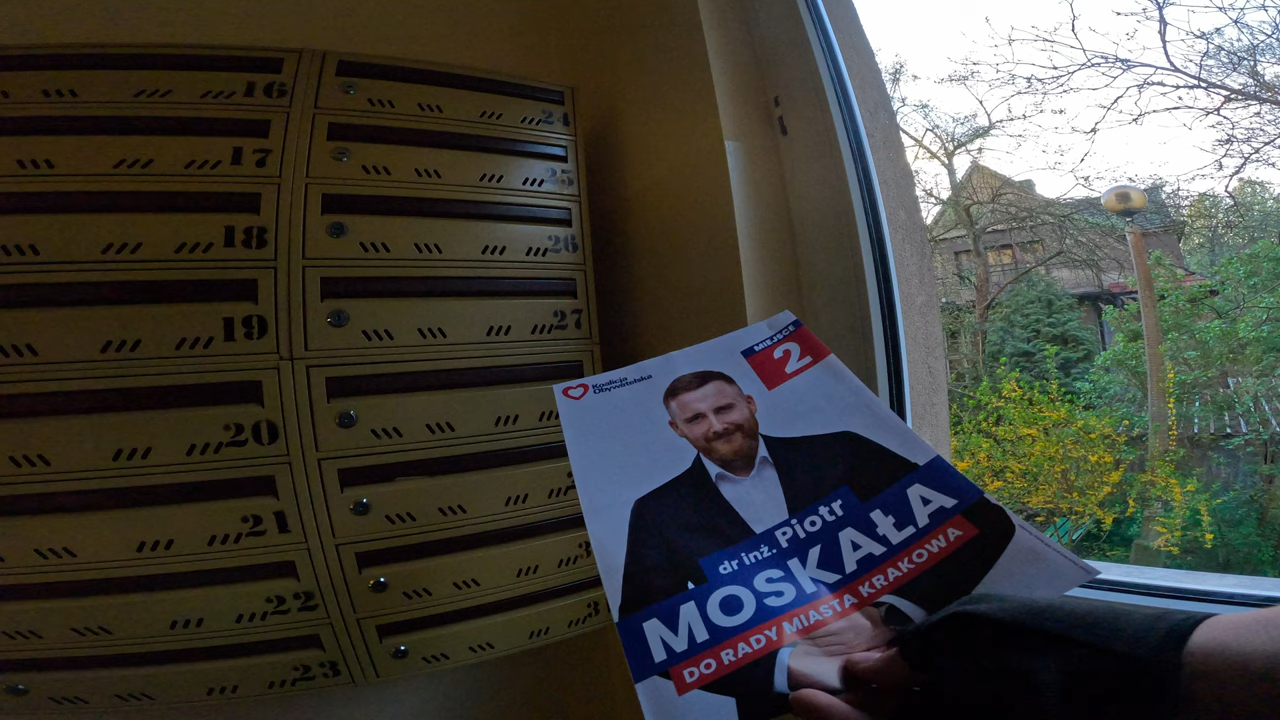 16
17
18
19
20
21
22
23
24
25
26
27
Koalicja
Obywatelska
MIEJSCE
2
dr inż. Piotr
MOSKAŁA
DO RADY MIASTA KRAKOWA